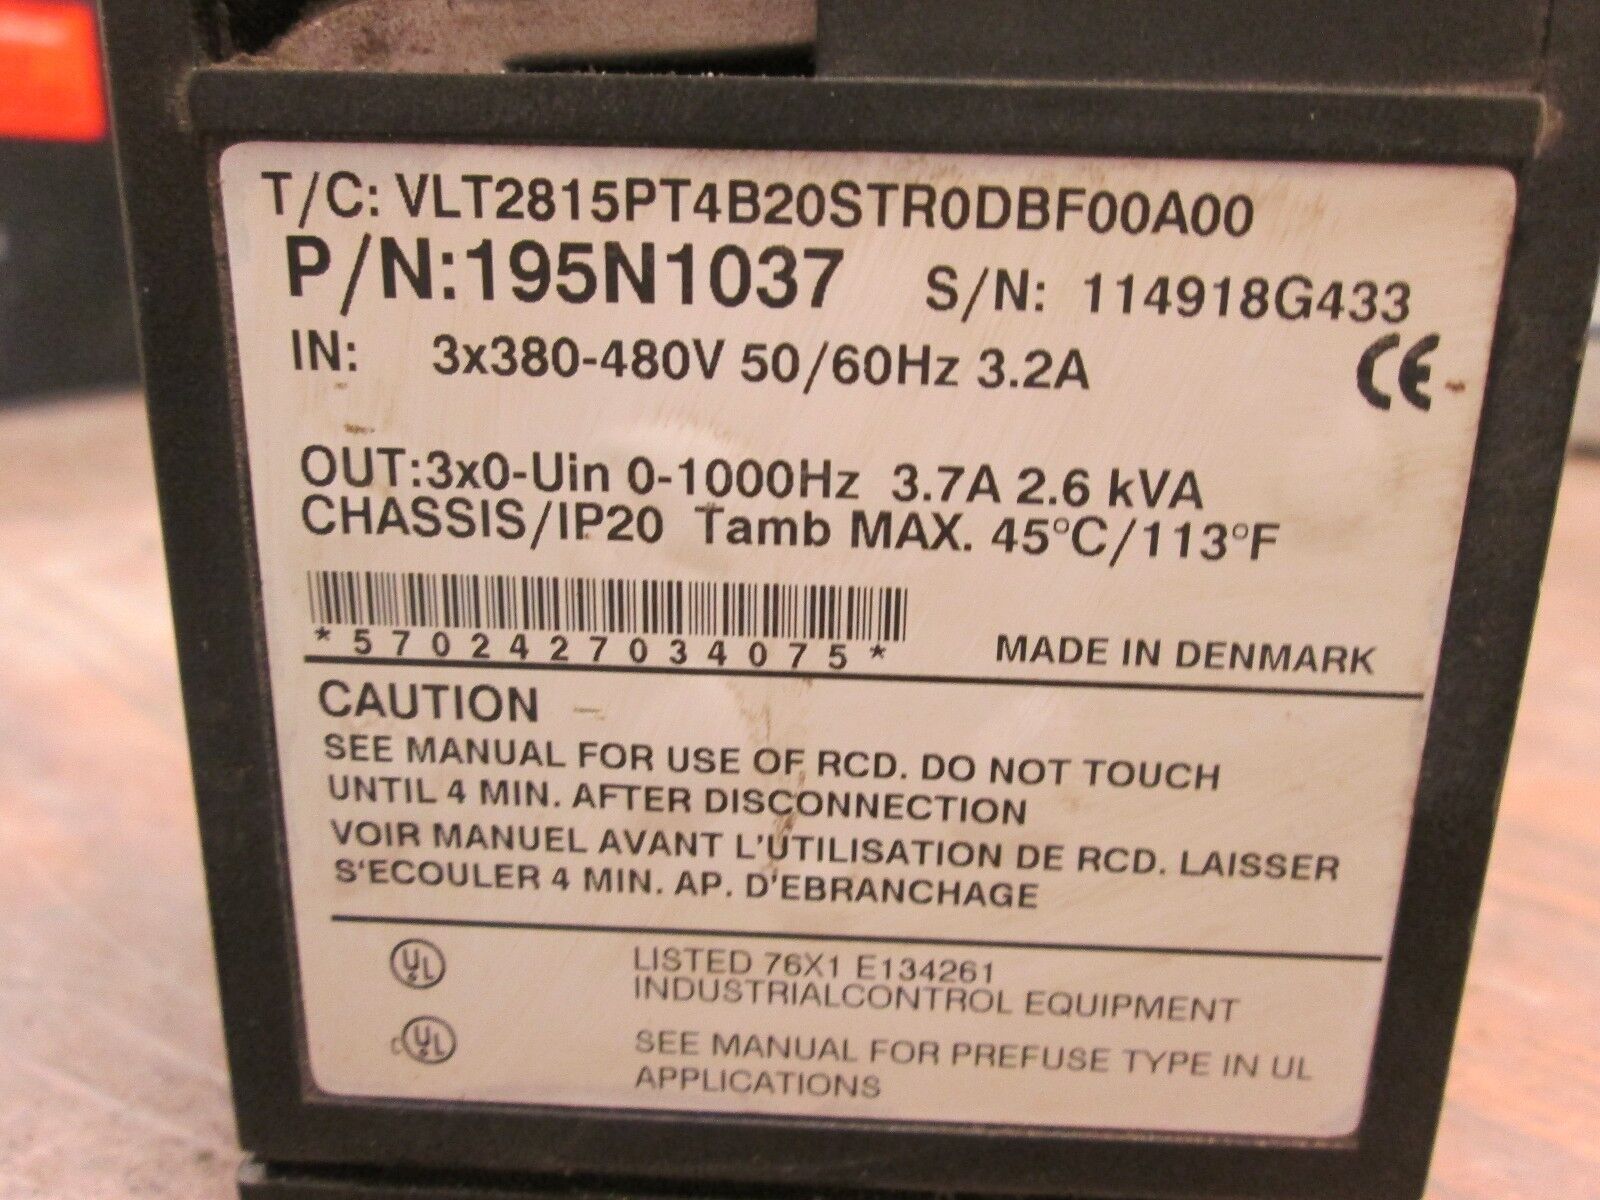 T/C: VLT2815PT4B20STR0DBF00A00
P/N:195N1037 S/N: 114918G433
IN: 3x380-480V 50/60Hz 3.2A
CE
OUT:3x0-Uin 0-1000Hz 3.7A 2.6 kVA
CHASSIS/IP20 Tamb MAX. 45°C/113°F
*5702427034075*
MADE IN DENMARK
CAUTION
SEE MANUAL FOR USE OF RCD. DO NOT TOUCH
UNTIL 4 MIN. AFTER DISCONNECTION
VOIR MANUEL AVANT L'UTILISATION DE RCD. LAISSER
S'ECOULER 4 MIN. AP. D'EBRANCHAGE
UL LISTED 76X1 E134261
INDUSTRIALCONTROL EQUIPMENT
c UL SEE MANUAL FOR PREFUSE TYPE IN UL
APPLICATIONS